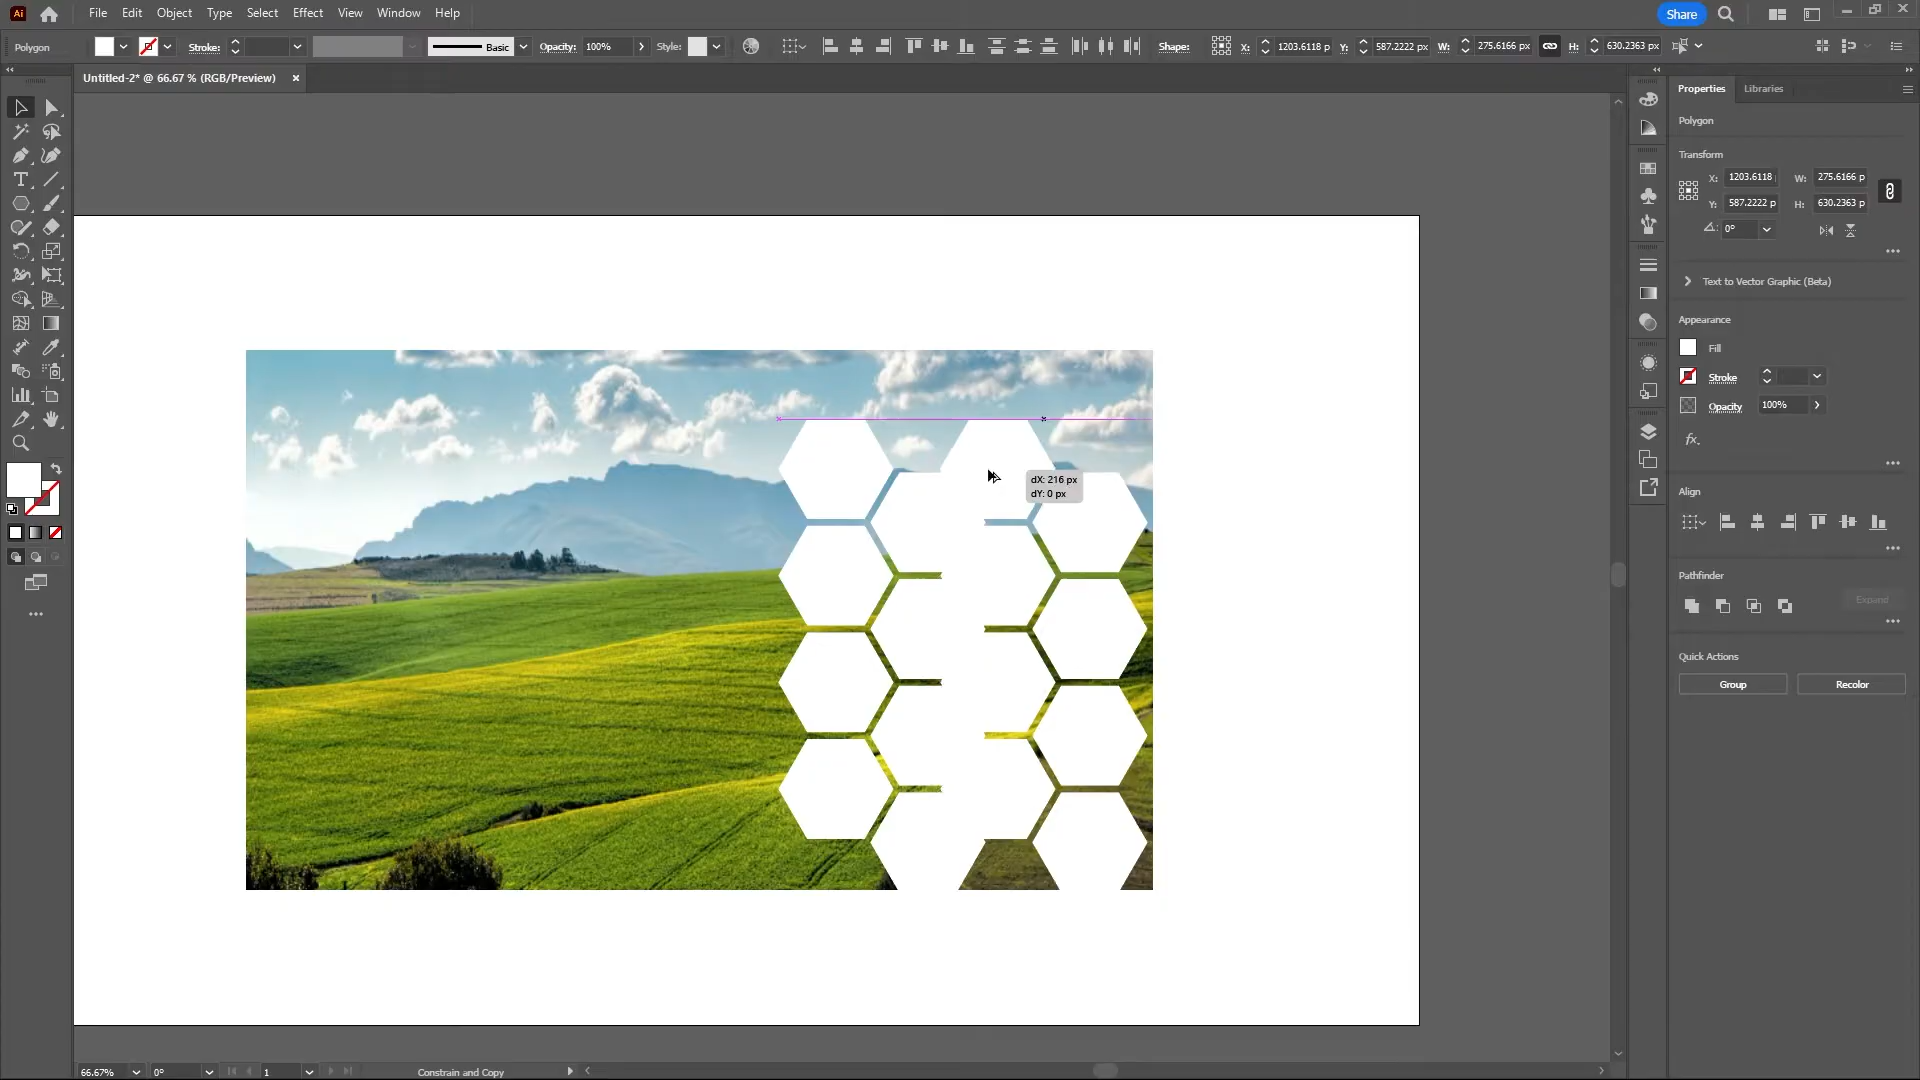 Ai File Edit Object Type Select Effect View Window Help Share
Polygon Stroke: Basic Opacity: 100% Style: Shape: X: 1203.6118 p Y: 587.2222 px W: 275.6166 px H: 630.2363 px
Untitled-2* @ 66.67 % (RGB/Preview) ×
Properties Libraries
Polygon
Transform
X: 1203.6118 W: 275.6166 p
Y: 587.2222 p H: 630.2363 p
0°
Text to Vector Graphic (Beta)
Appearance
Fill
Stroke
Opacity 100%
fx.
Align
dX: 216 px
dY: 0 px
Pathfinder
Expand
Quick Actions
Group Recolor
66.67% 0° 1 Constrain and Copy